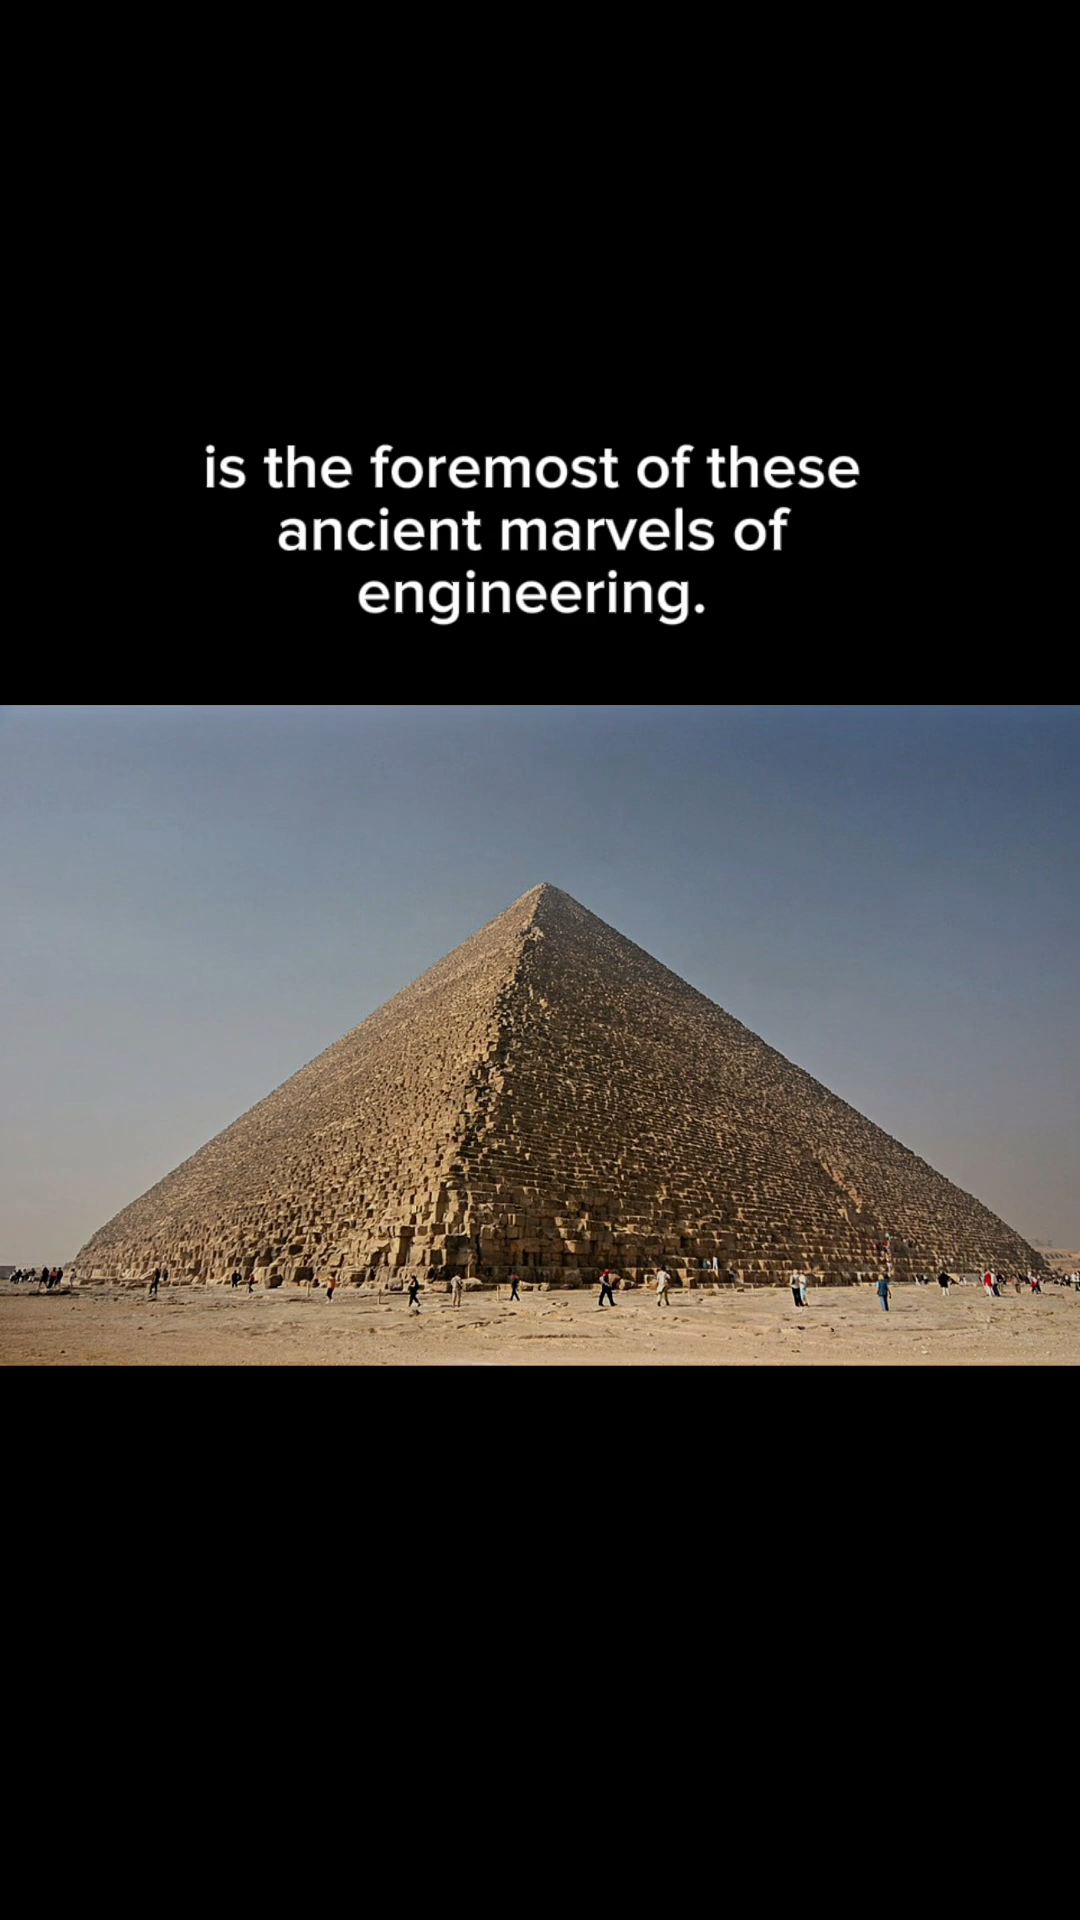 is the foremost of these
ancient marvels of
engineering.